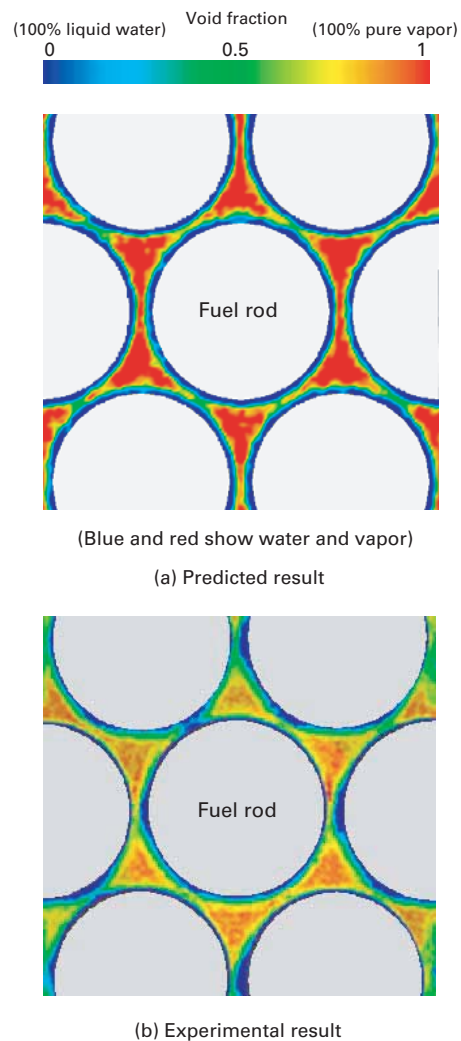 Void fraction
(100% liquid water) (100% pure vapor)
0 0.5 1
Fuel rod
(Blue and red show water and vapor)
(a) Predicted result
Fuel rod
(b) Experimental result